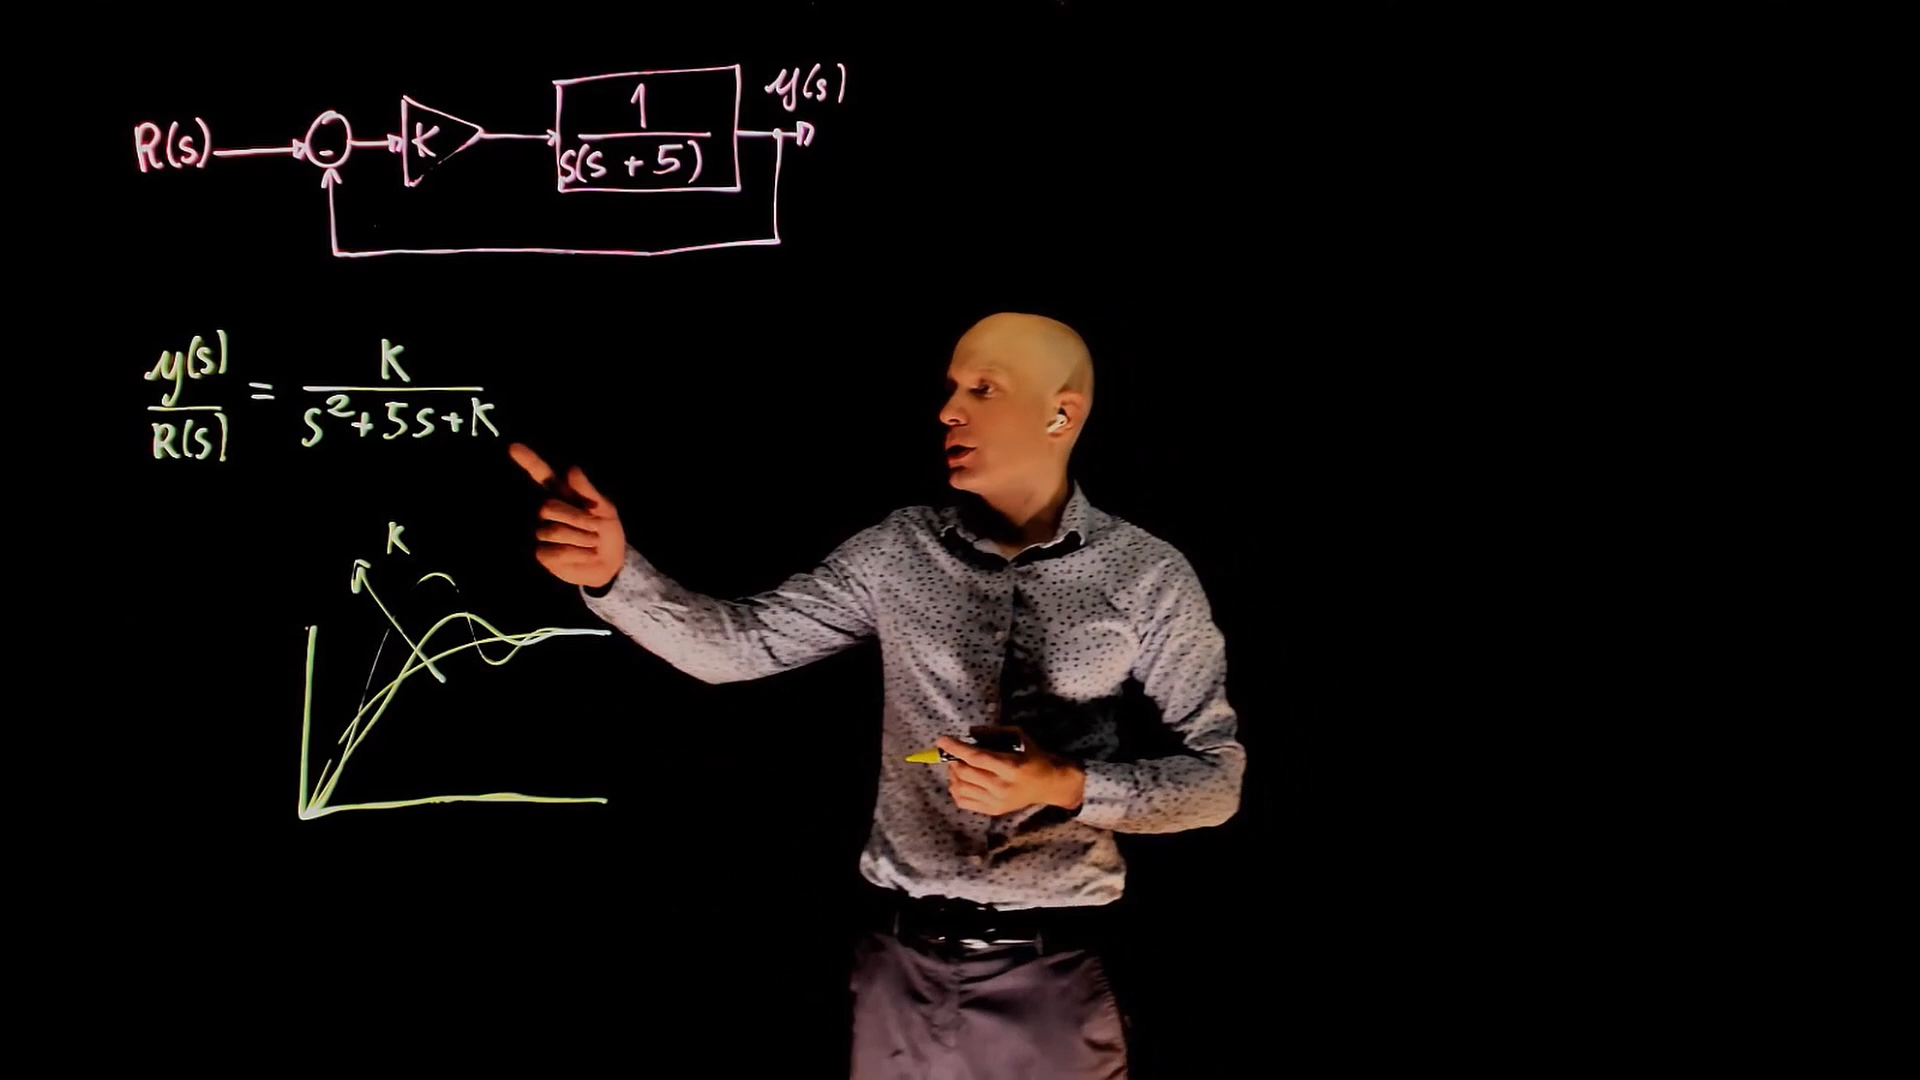 R(s) - K 1/(s(s+5)) y(s)
y(s)/R(s) = K/(s²+5s+K)
K